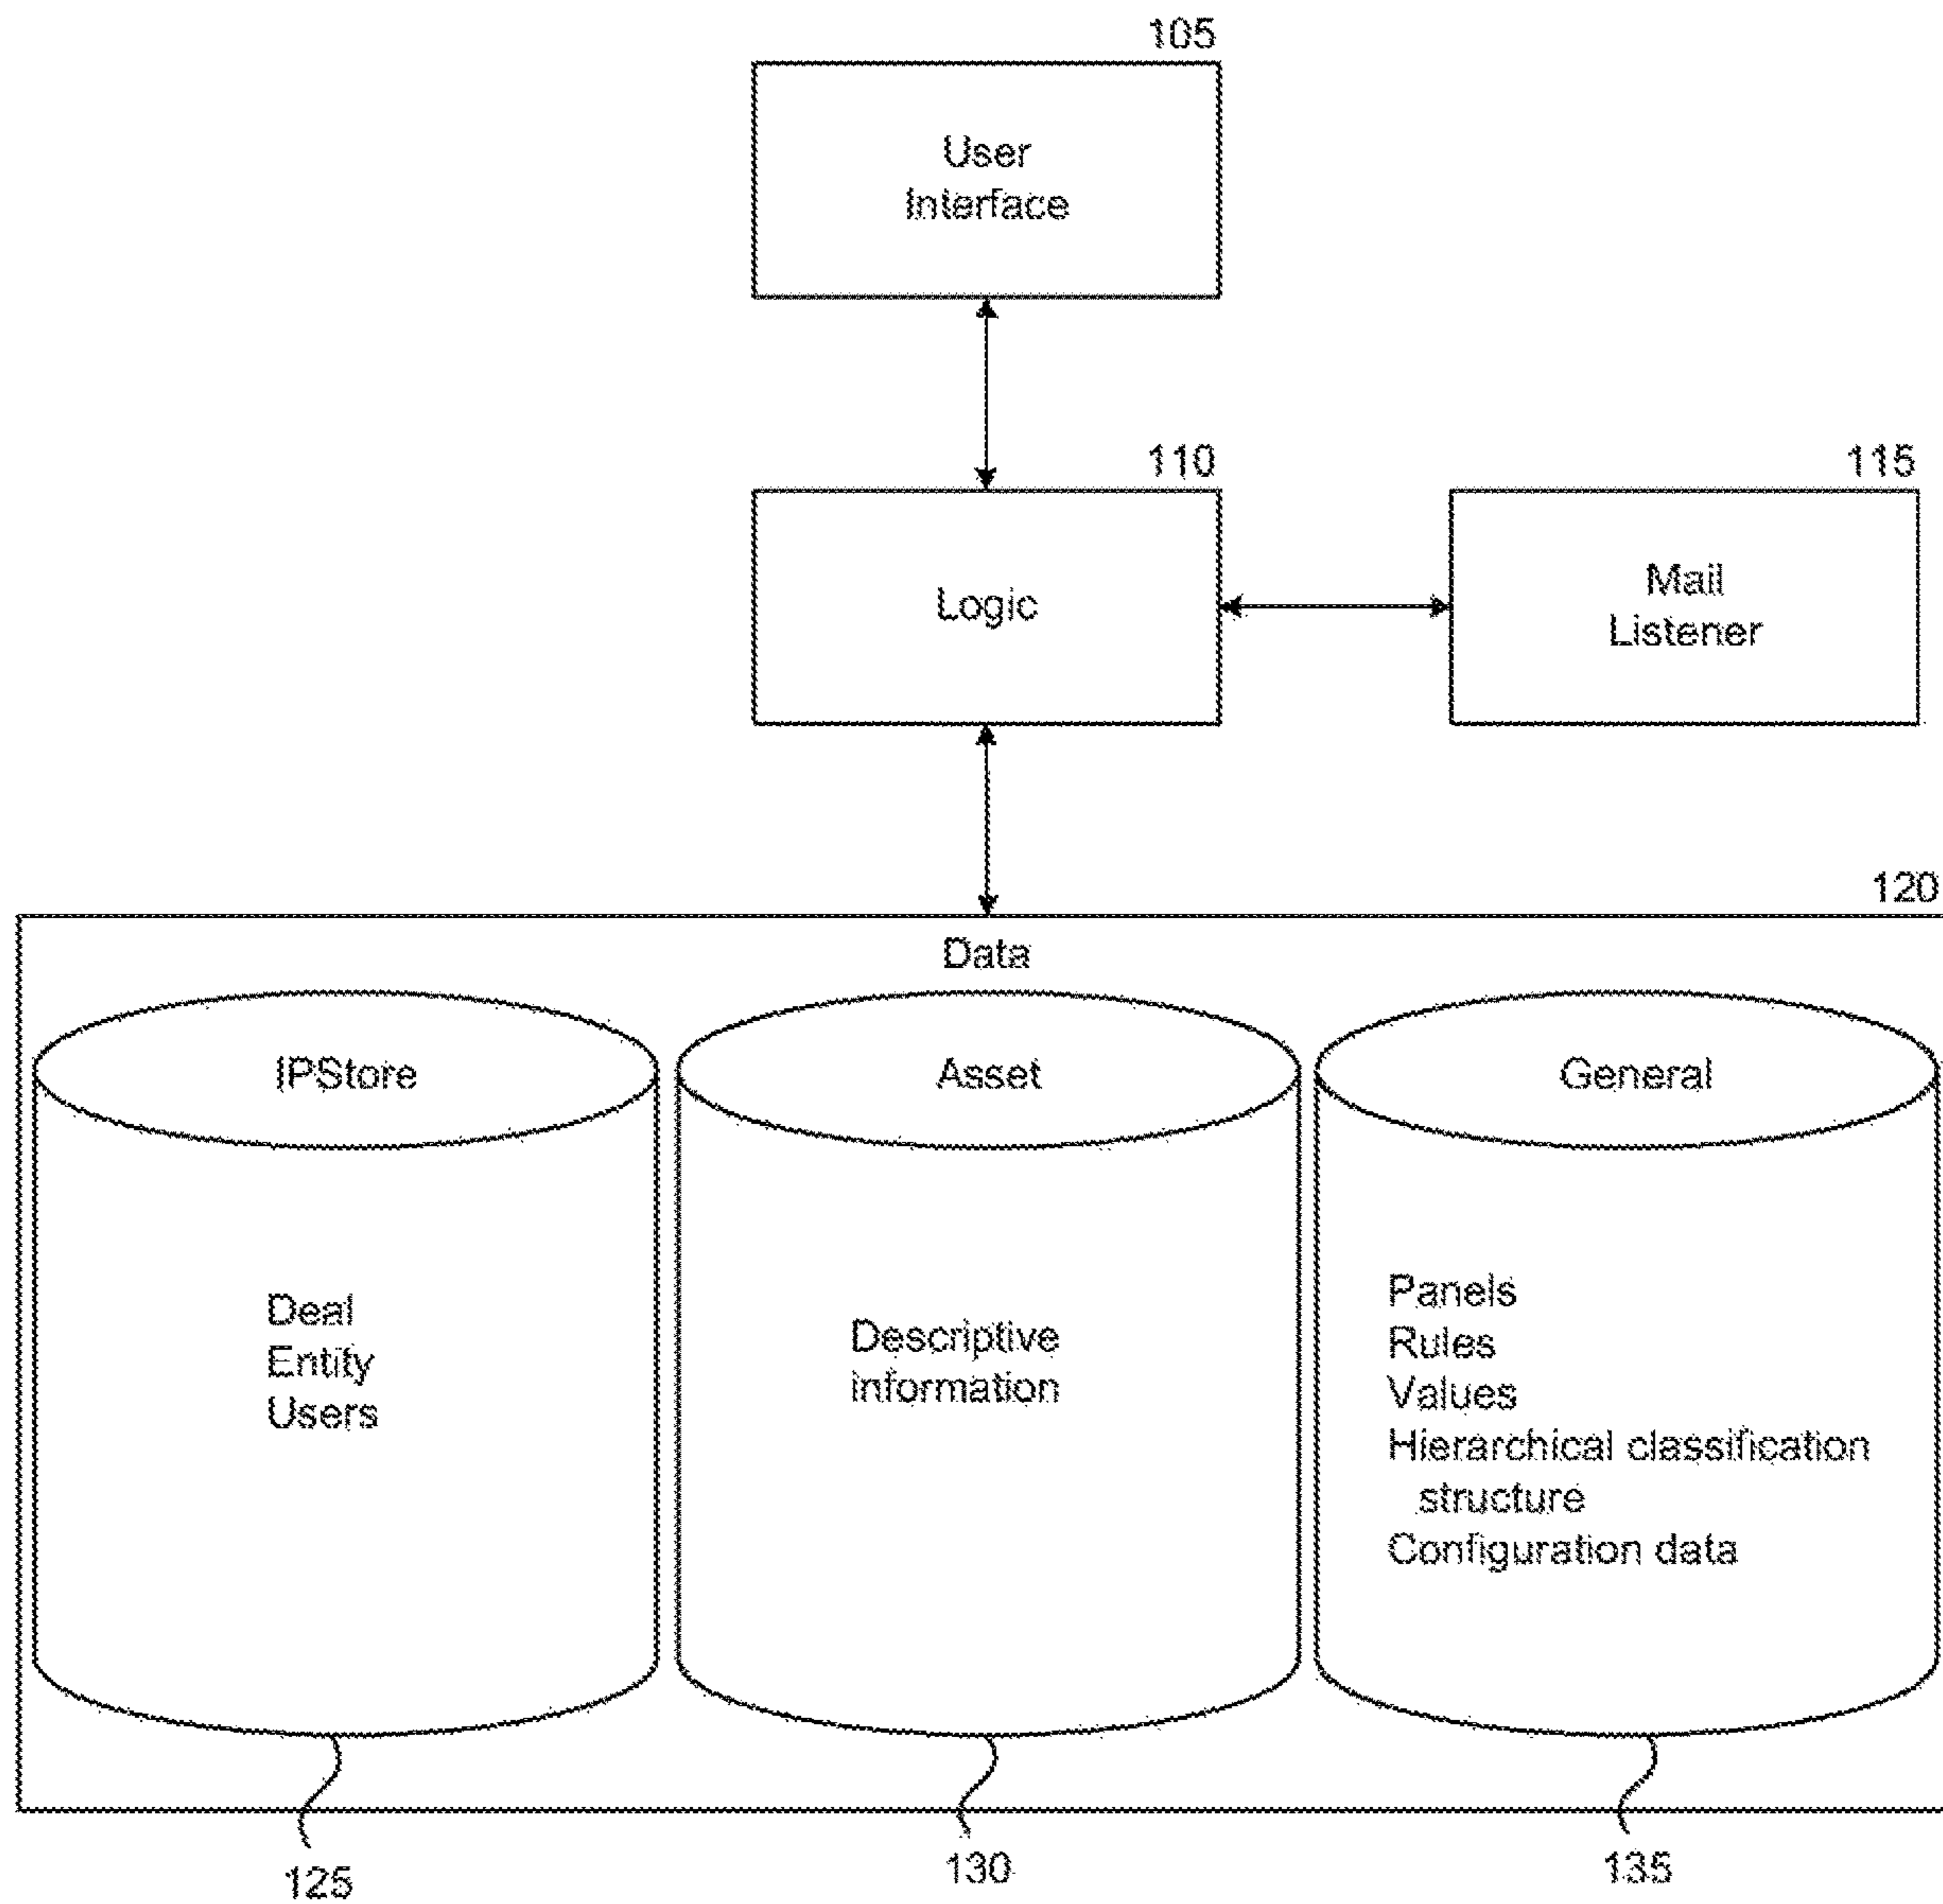 105
User
Interface
110
115
Logic
Mail
Listener
120
Data
IPStore
Asset
General
Deal
Entity
Users
Descriptive
information
Panels
Rules
Values
Hierarchical classification
structure
Configuration data
125
130
135